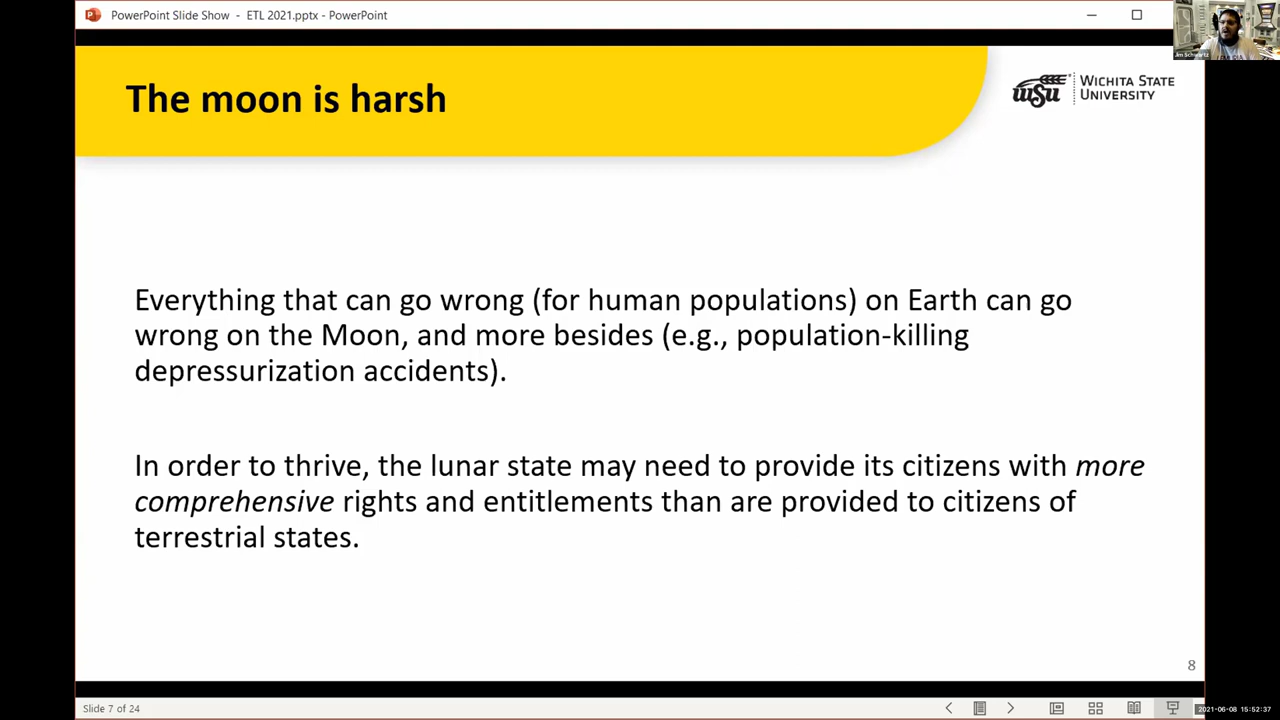 PowerPoint Slide Show - ETL 2021.pptx - PowerPoint
Jim Schwartz
The moon is harsh
wsu
WICHITA STATE
UNIVERSITY
Everything that can go wrong (for human populations) on Earth can go
wrong on the Moon, and more besides (e.g., population-killing
depressurization accidents).
In order to thrive, the lunar state may need to provide its citizens with more
comprehensive rights and entitlements than are provided to citizens of
terrestrial states.
8
Slide 7 of 24
2021-06-08 15:52:37